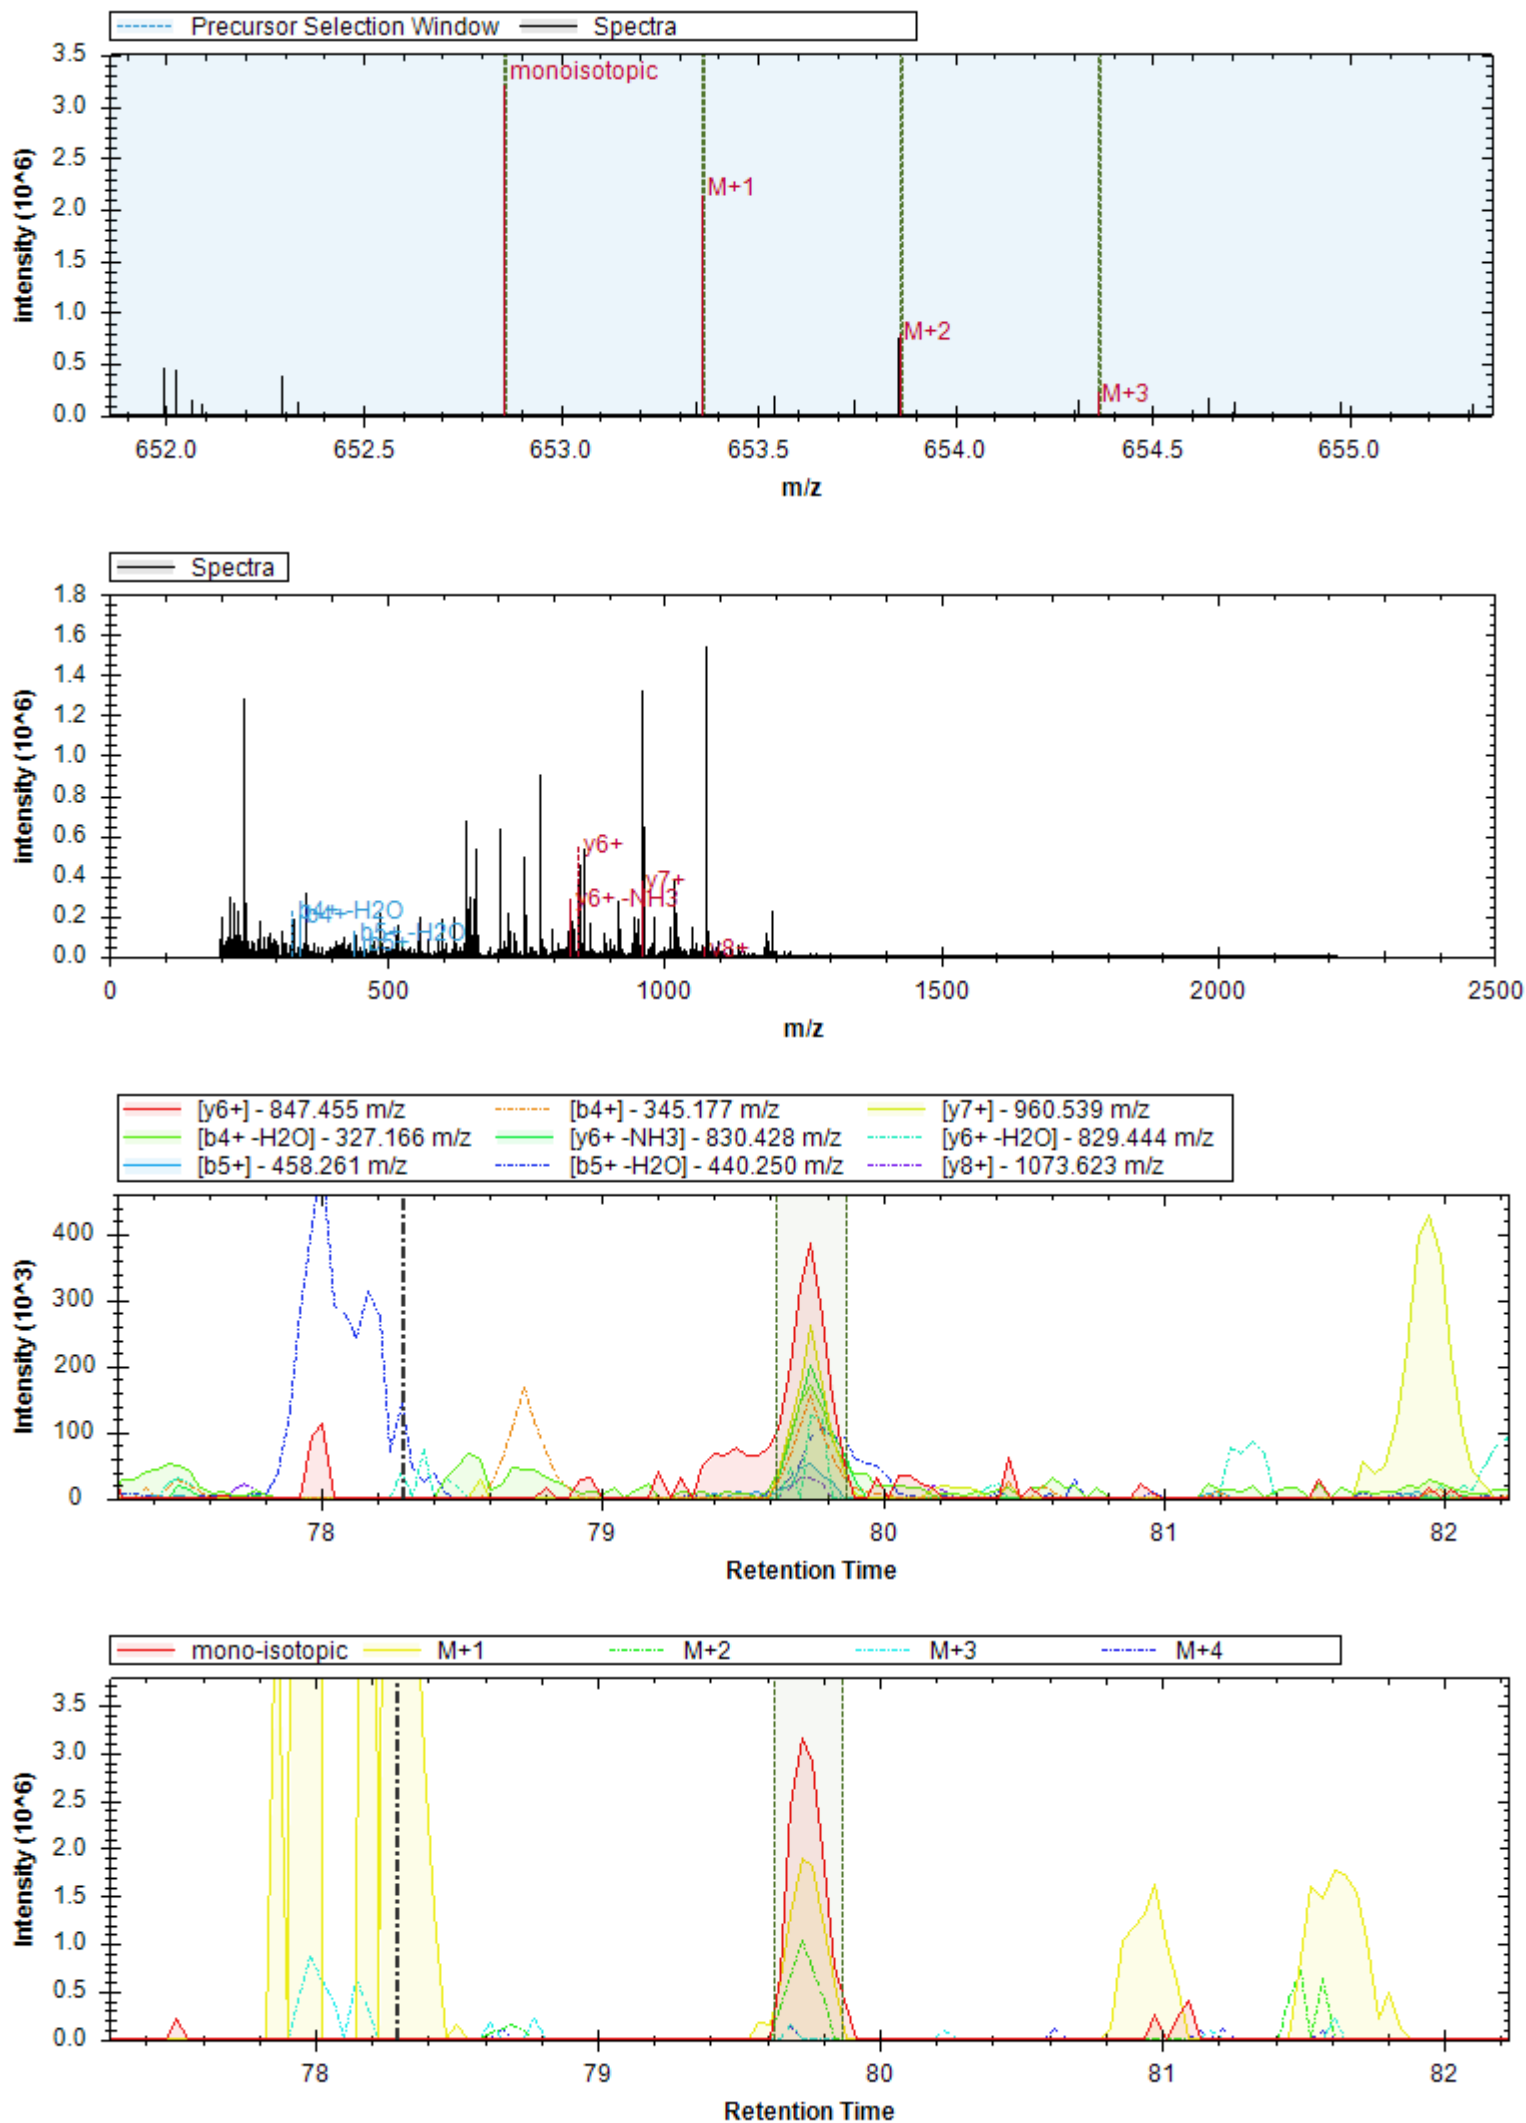 Precursor Selection Window Spectra
3.5
monoisotopic
3.0
2.5
M+1
2.0
1.5
1.0
M+2
0.5
M+3
0.0
intensity (10^6)
652.0 652.5 653.0 653.5 654.0 654.5 655.0
m/z
Spectra
1.8
1.6
1.4
1.2
1.0
0.8
0.6
y6+
0.4
y7+
y6+ -NH3
b4+ -H2O
b4+
0.2
b5+ -H2O
b5+
y8+
0.0
intensity (10^6)
0 500 1000 1500 2000 2500
m/z
[y6+] - 847.455 m/z [b4+] - 345.177 m/z [y7+] - 960.539 m/z
[b4+ -H2O] - 327.166 m/z [y6+ -NH3] - 830.428 m/z [y6+ -H2O] - 829.444 m/z
[b5+] - 458.261 m/z [b5+ -H2O] - 440.250 m/z [y8+] - 1073.623 m/z
400
300
200
100
0
Intensity (10^3)
78 79 80 81 82
Retention Time
mono-isotopic M+1 M+2 M+3 M+4
3.5
3.0
2.5
2.0
1.5
1.0
0.5
0.0
Intensity (10^6)
78 79 80 81 82
Retention Time